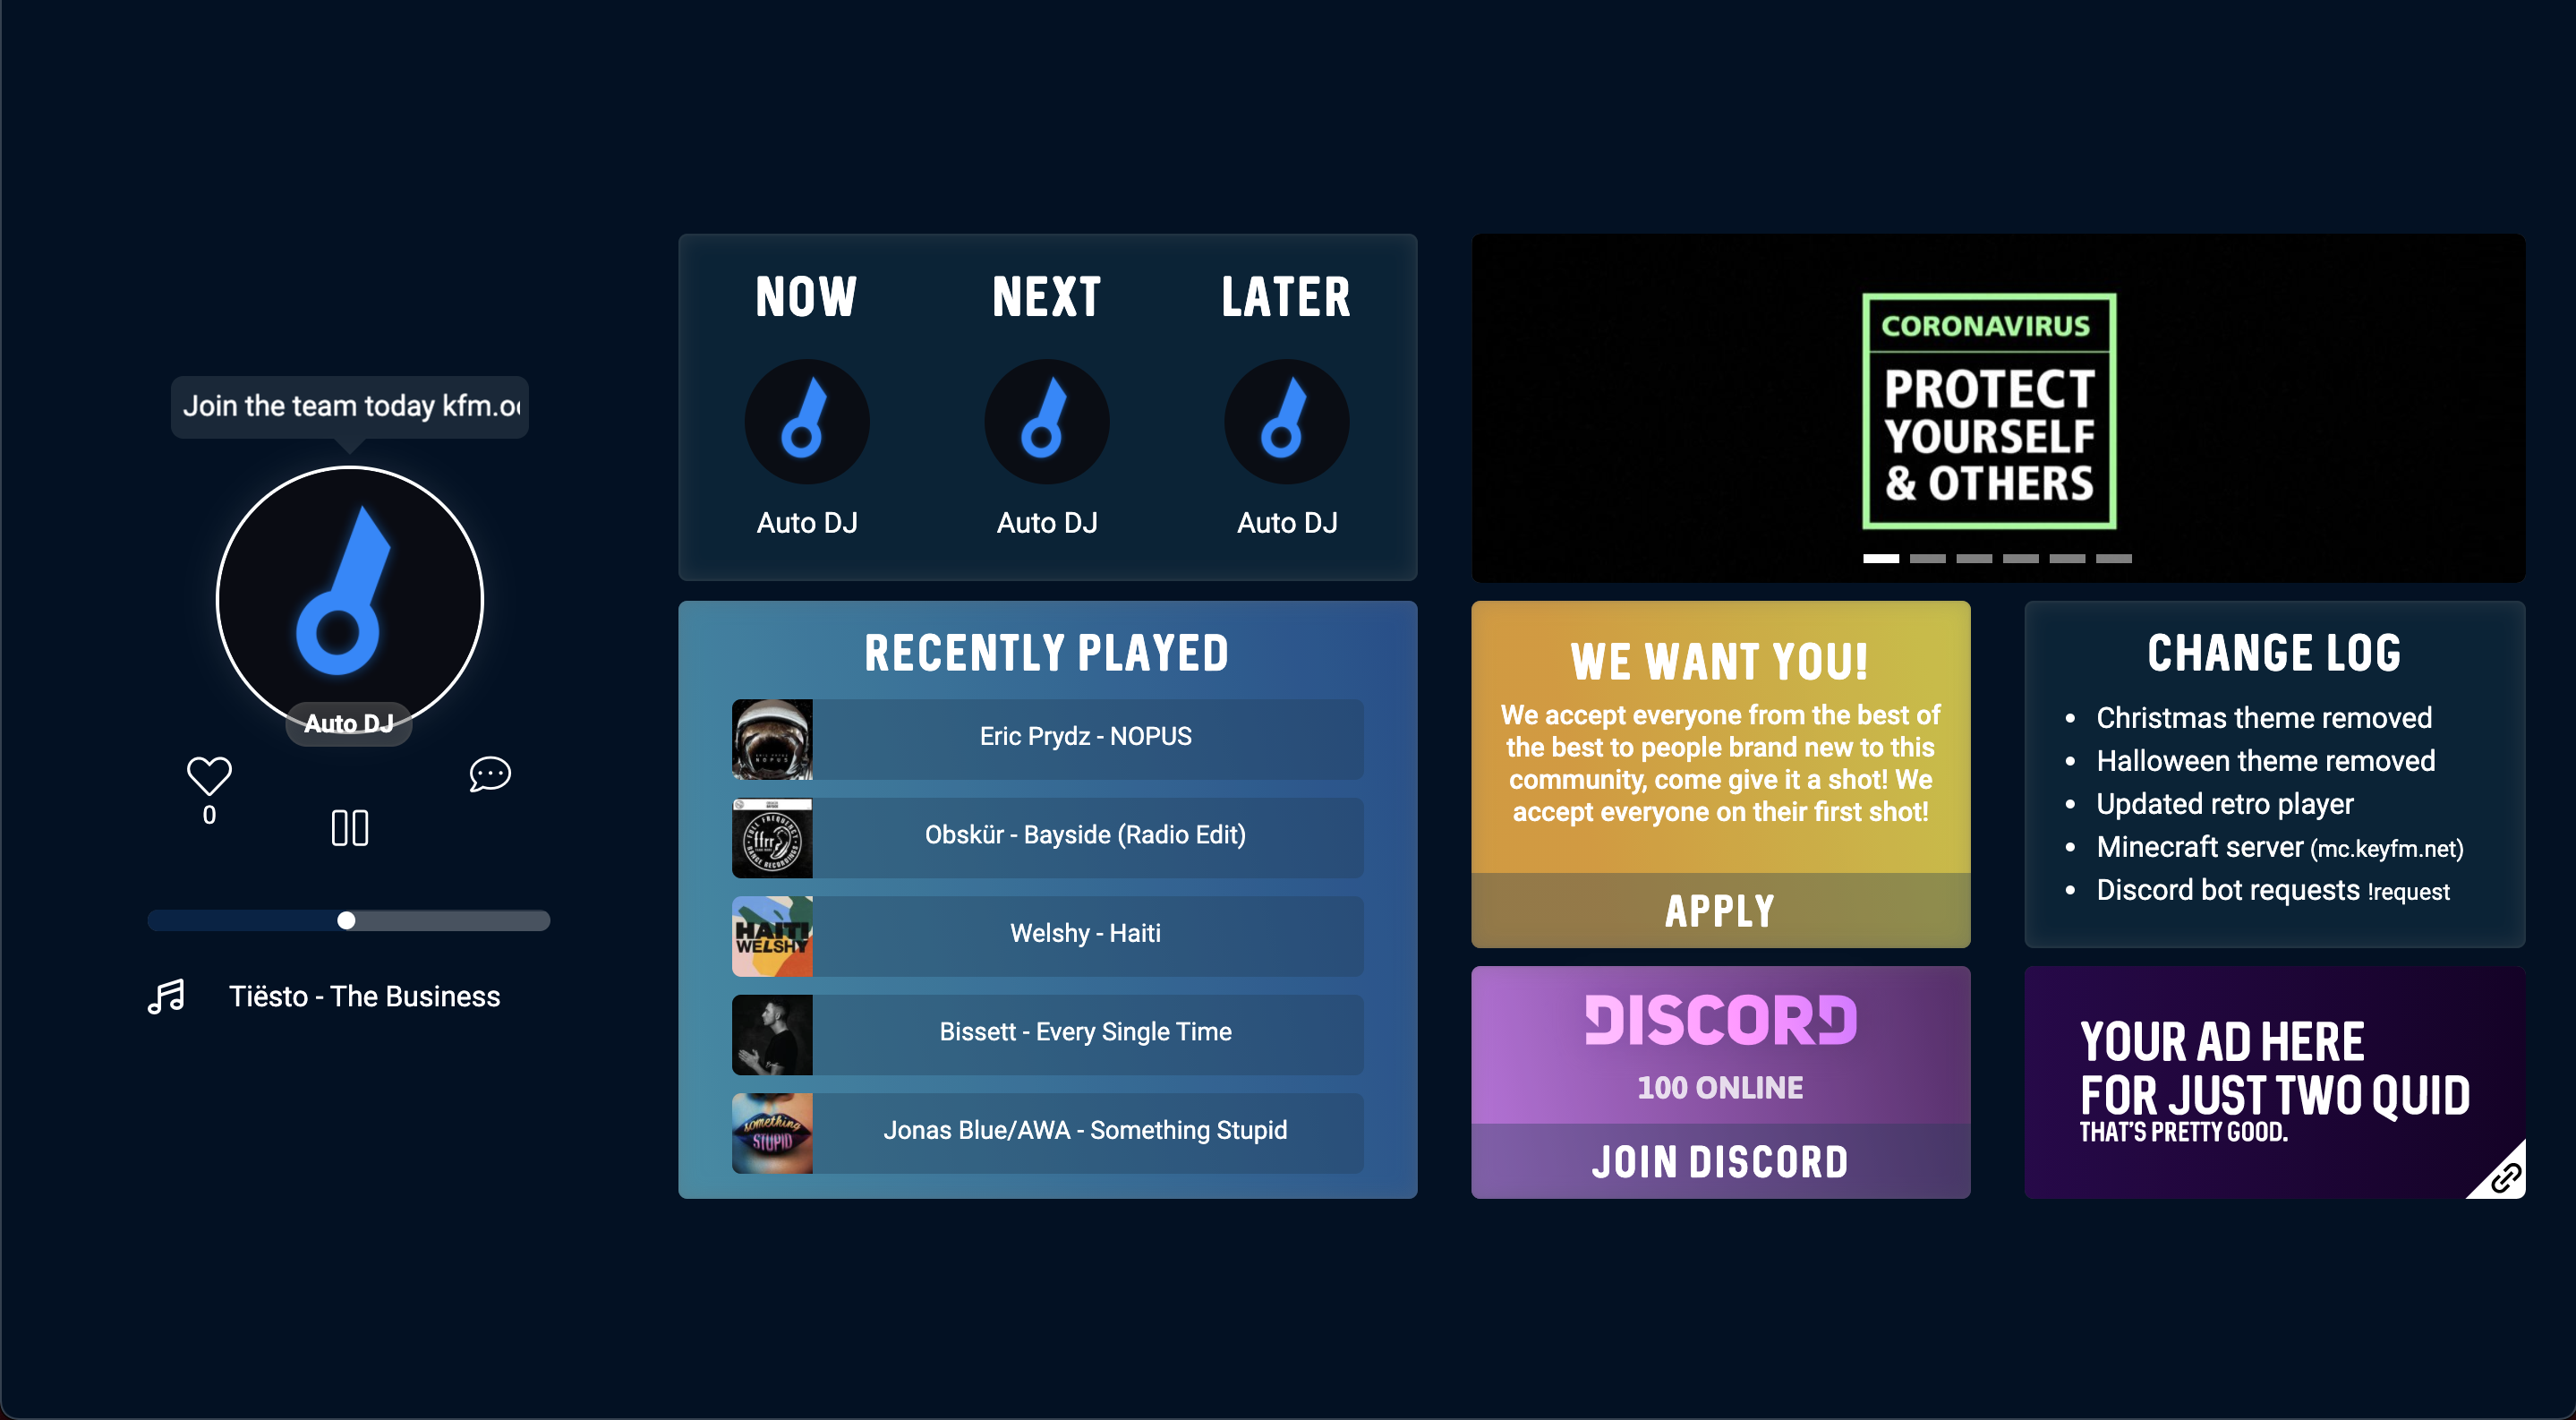 Join the team today kfm.o
Auto DJ
0
Tiësto - The Business
NOW
NEXT
LATER
Auto DJ
Auto DJ
Auto DJ
RECENTLY PLAYED
Eric Prydz - NOPUS
NOPUS
Obskür - Bayside (Radio Edit)
FULL FREQUENCY
ffrr
RANGE RECORDINGS
Welshy - Haiti
HAITI
WELSHY
Bissett - Every Single Time
Jonas Blue/AWA - Something Stupid
something
STUPID
CORONAVIRUS
PROTECT
YOURSELF
& OTHERS
WE WANT YOU!
We accept everyone from the best of
the best to people brand new to this
community, come give it a shot! We
accept everyone on their first shot!
APPLY
CHANGE LOG
• Christmas theme removed
• Halloween theme removed
• Updated retro player
• Minecraft server (mc.keyfm.net)
• Discord bot requests !request
DISCORD
100 ONLINE
JOIN DISCORD
YOUR AD HERE
FOR JUST TWO QUID
THAT'S PRETTY GOOD.